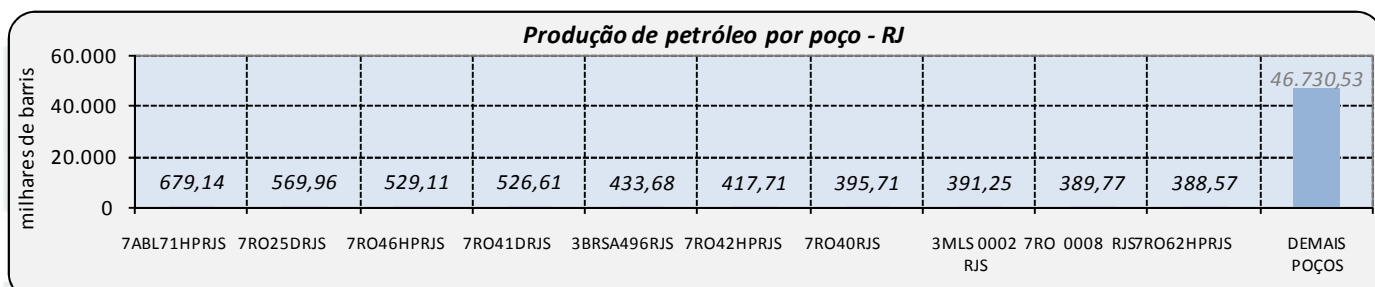 Produção de petróleo por poço - RJ
milhares de barris
60.000
40.000
20.000
0
46.730,53
679,14 569,96 529,11 526,61 433,68 417,71 395,71 391,25 389,77 388,57
7ABL71HPRJS 7RO25DRJS 7RO46HPRJS 7RO41DRJS 3BRSA496RJS 7RO42HPRJS 7RO40RJS 3MLS 0002 7RO 0008 RJS 7RO62HPRJS DEMAIS
RJS POÇOS